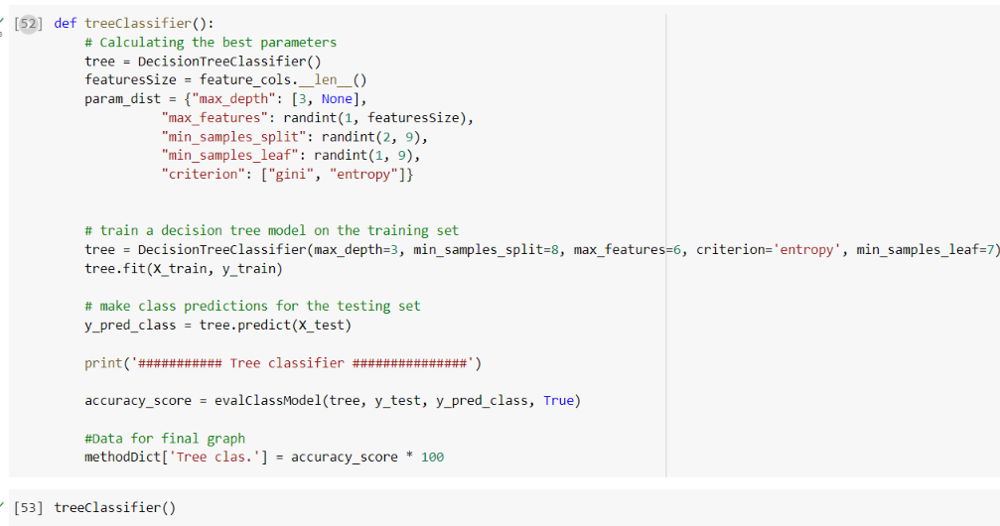 [52] def treeClassifier():
# Calculating the best parameters
tree = DecisionTreeClassifier()
featuresSize = feature_cols.__len__()
param_dist = {"max_depth": [3, None],
"max_features": randint(1, featuresSize),
"min_samples_split": randint(2, 9),
"min_samples_leaf": randint(1, 9),
"criterion": ["gini", "entropy"]}
# train a decision tree model on the training set
tree = DecisionTreeClassifier(max_depth=3, min_samples_split=8, max_features=6, criterion='entropy', min_samples_leaf=7)
tree.fit(X_train, y_train)
# make class predictions for the testing set
y_pred_class = tree.predict(X_test)
print('########### Tree classifier ###############')
accuracy_score = evalClassModel(tree, y_test, y_pred_class, True)
#Data for final graph
methodDict['Tree clas.'] = accuracy_score * 100
[53] treeClassifier()